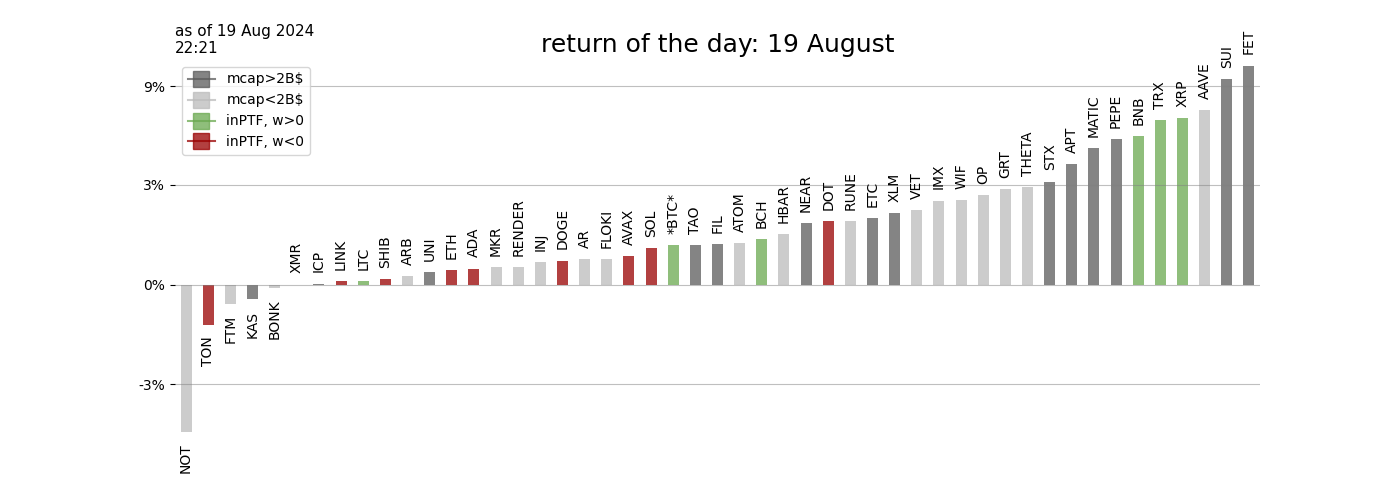 as of 19 Aug 2024
22:21
return of the day: 19 August
mcap>2B$
mcap<2B$
inPTF, w>0
inPTF, w<0
9%
3%
0%
-3%
NOT
TON
FTM
KAS
BONK
XMR
ICP
LINK
LTC
SHIB
ARB
UNI
ETH
ADA
MKR
RENDER
INJ
DOGE
AR
FLOKI
AVAX
SOL
*BTC*
TAO
FIL
ATOM
BCH
HBAR
NEAR
DOT
RUNE
ETC
XLM
VET
IMX
WIF
OP
GRT
THETA
STX
APT
MATIC
PEPE
BNB
TRX
XRP
AAVE
SUI
FET